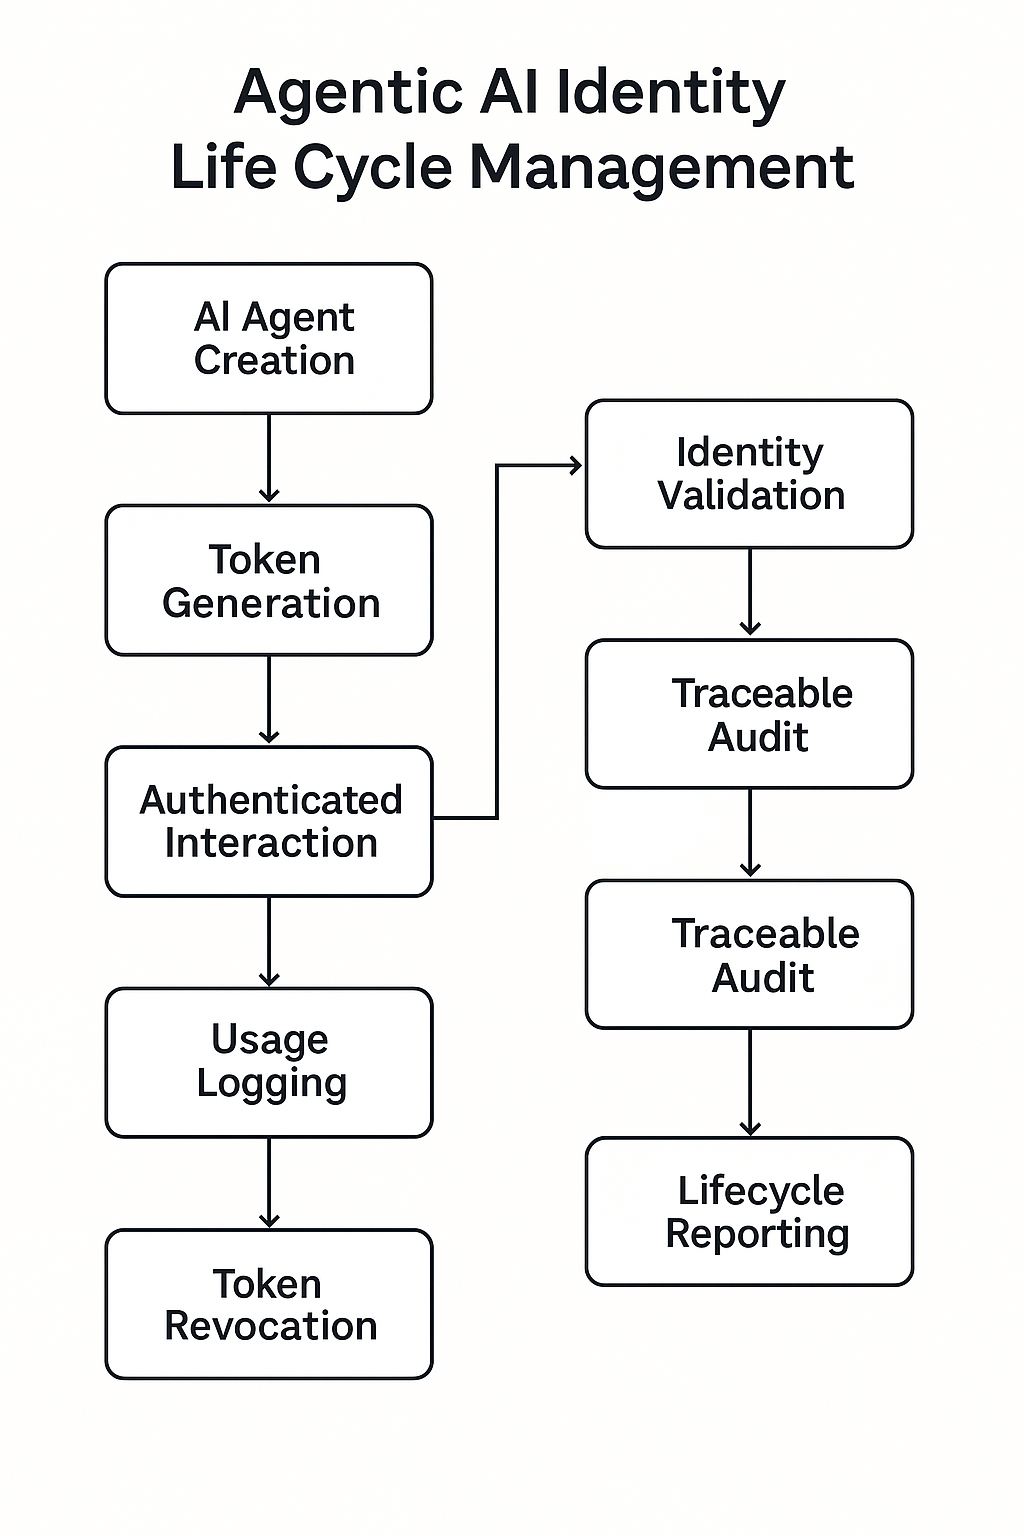 Agentic AI Identity
Life Cycle Management
AI Agent
Creation
Token
Generation
Authenticated
Interaction
Usage
Logging
Token
Revocation
Identity
Validation
Traceable
Audit
Traceable
Audit
Lifecycle
Reporting